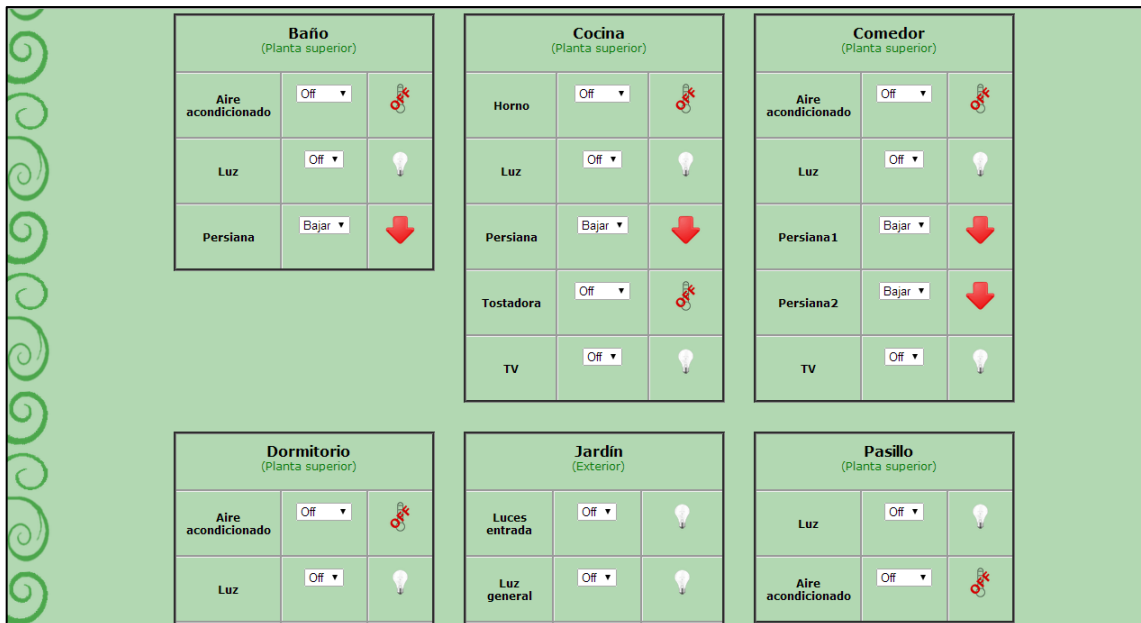 Baño
(Planta superior)
Aire
acondicionado
Off
OFF
Luz
Off
Persiana
Bajar
Cocina
(Planta superior)
Horno
Off
OFF
Luz
Off
Persiana
Bajar
Tostadora
Off
OFF
TV
Off
Comedor
(Planta superior)
Aire
acondicionado
Off
OFF
Luz
Off
Persiana1
Bajar
Persiana2
Bajar
TV
Off
Dormitorio
(Planta superior)
Aire
acondicionado
Off
OFF
Luz
Off
Jardín
(Exterior)
Luces
entrada
Off
Luz
general
Off
Pasillo
(Planta superior)
Luz
Off
Aire
acondicionado
Off
OFF